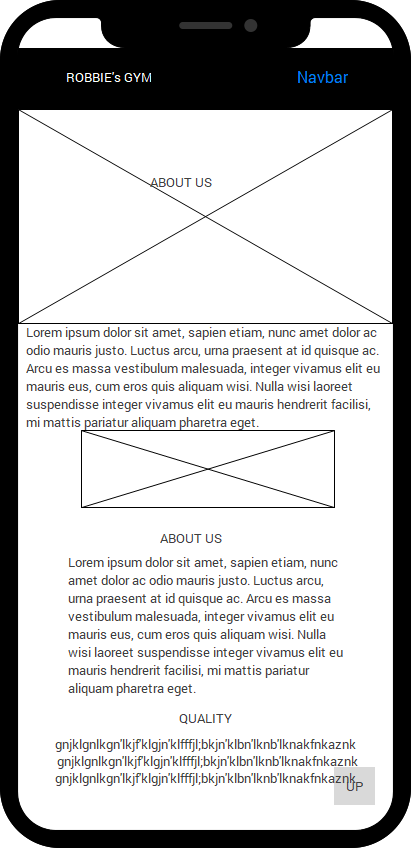 ROBBIE's GYM
Navbar
ABOUT US
Lorem ipsum dolor sit amet, sapien etiam, nunc amet dolor ac
odio mauris justo. Luctus arcu, urna praesent at id quisque ac.
Arcu es massa vestibulum malesuada, integer vivamus elit eu
mauris eus, cum eros quis aliquam wisi. Nulla wisi laoreet
suspendisse integer vivamus elit eu mauris hendrerit facilisi,
mi mattis pariatur aliquam pharetra eget.
ABOUT US
Lorem ipsum dolor sit amet, sapien etiam, nunc
amet dolor ac odio mauris justo. Luctus arcu,
urna praesent at id quisque ac. Arcu es massa
vestibulum malesuada, integer vivamus elit eu
mauris eus, cum eros quis aliquam wisi. Nulla
wisi laoreet suspendisse integer vivamus elit eu
mauris hendrerit facilisi, mi mattis pariatur
aliquam pharetra eget.
QUALITY
gnjklgnlkgn'lkjf'klgjn'klfffjl;bkjn'klbn'lknb'lknakfnkaznk
gnjklgnlkgn'lkjf'klgjn'klfffjl;bkjn'klbn'lknb'lknakfnkaznk
gnjklgnlkgn'lkjf'klgjn'klfffjl;bkjn'klbn'lknb'lknakfnkaznk
UP